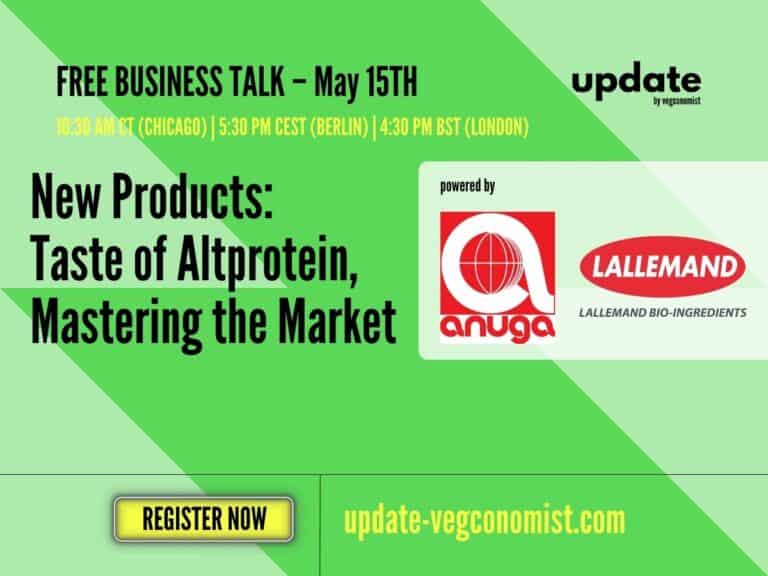 FREE BUSINESS TALK – May 15TH
10:30 AM CT (CHICAGO) | 5:30 PM CEST (BERLIN) | 4:30 PM BST (LONDON)
update
by vegconomist
New Products:
Taste of Altprotein,
Mastering the Market
powered by
anuga
LALLEMAND
LALLEMAND BIO-INGREDIENTS
REGISTER NOW
update-vegconomist.com